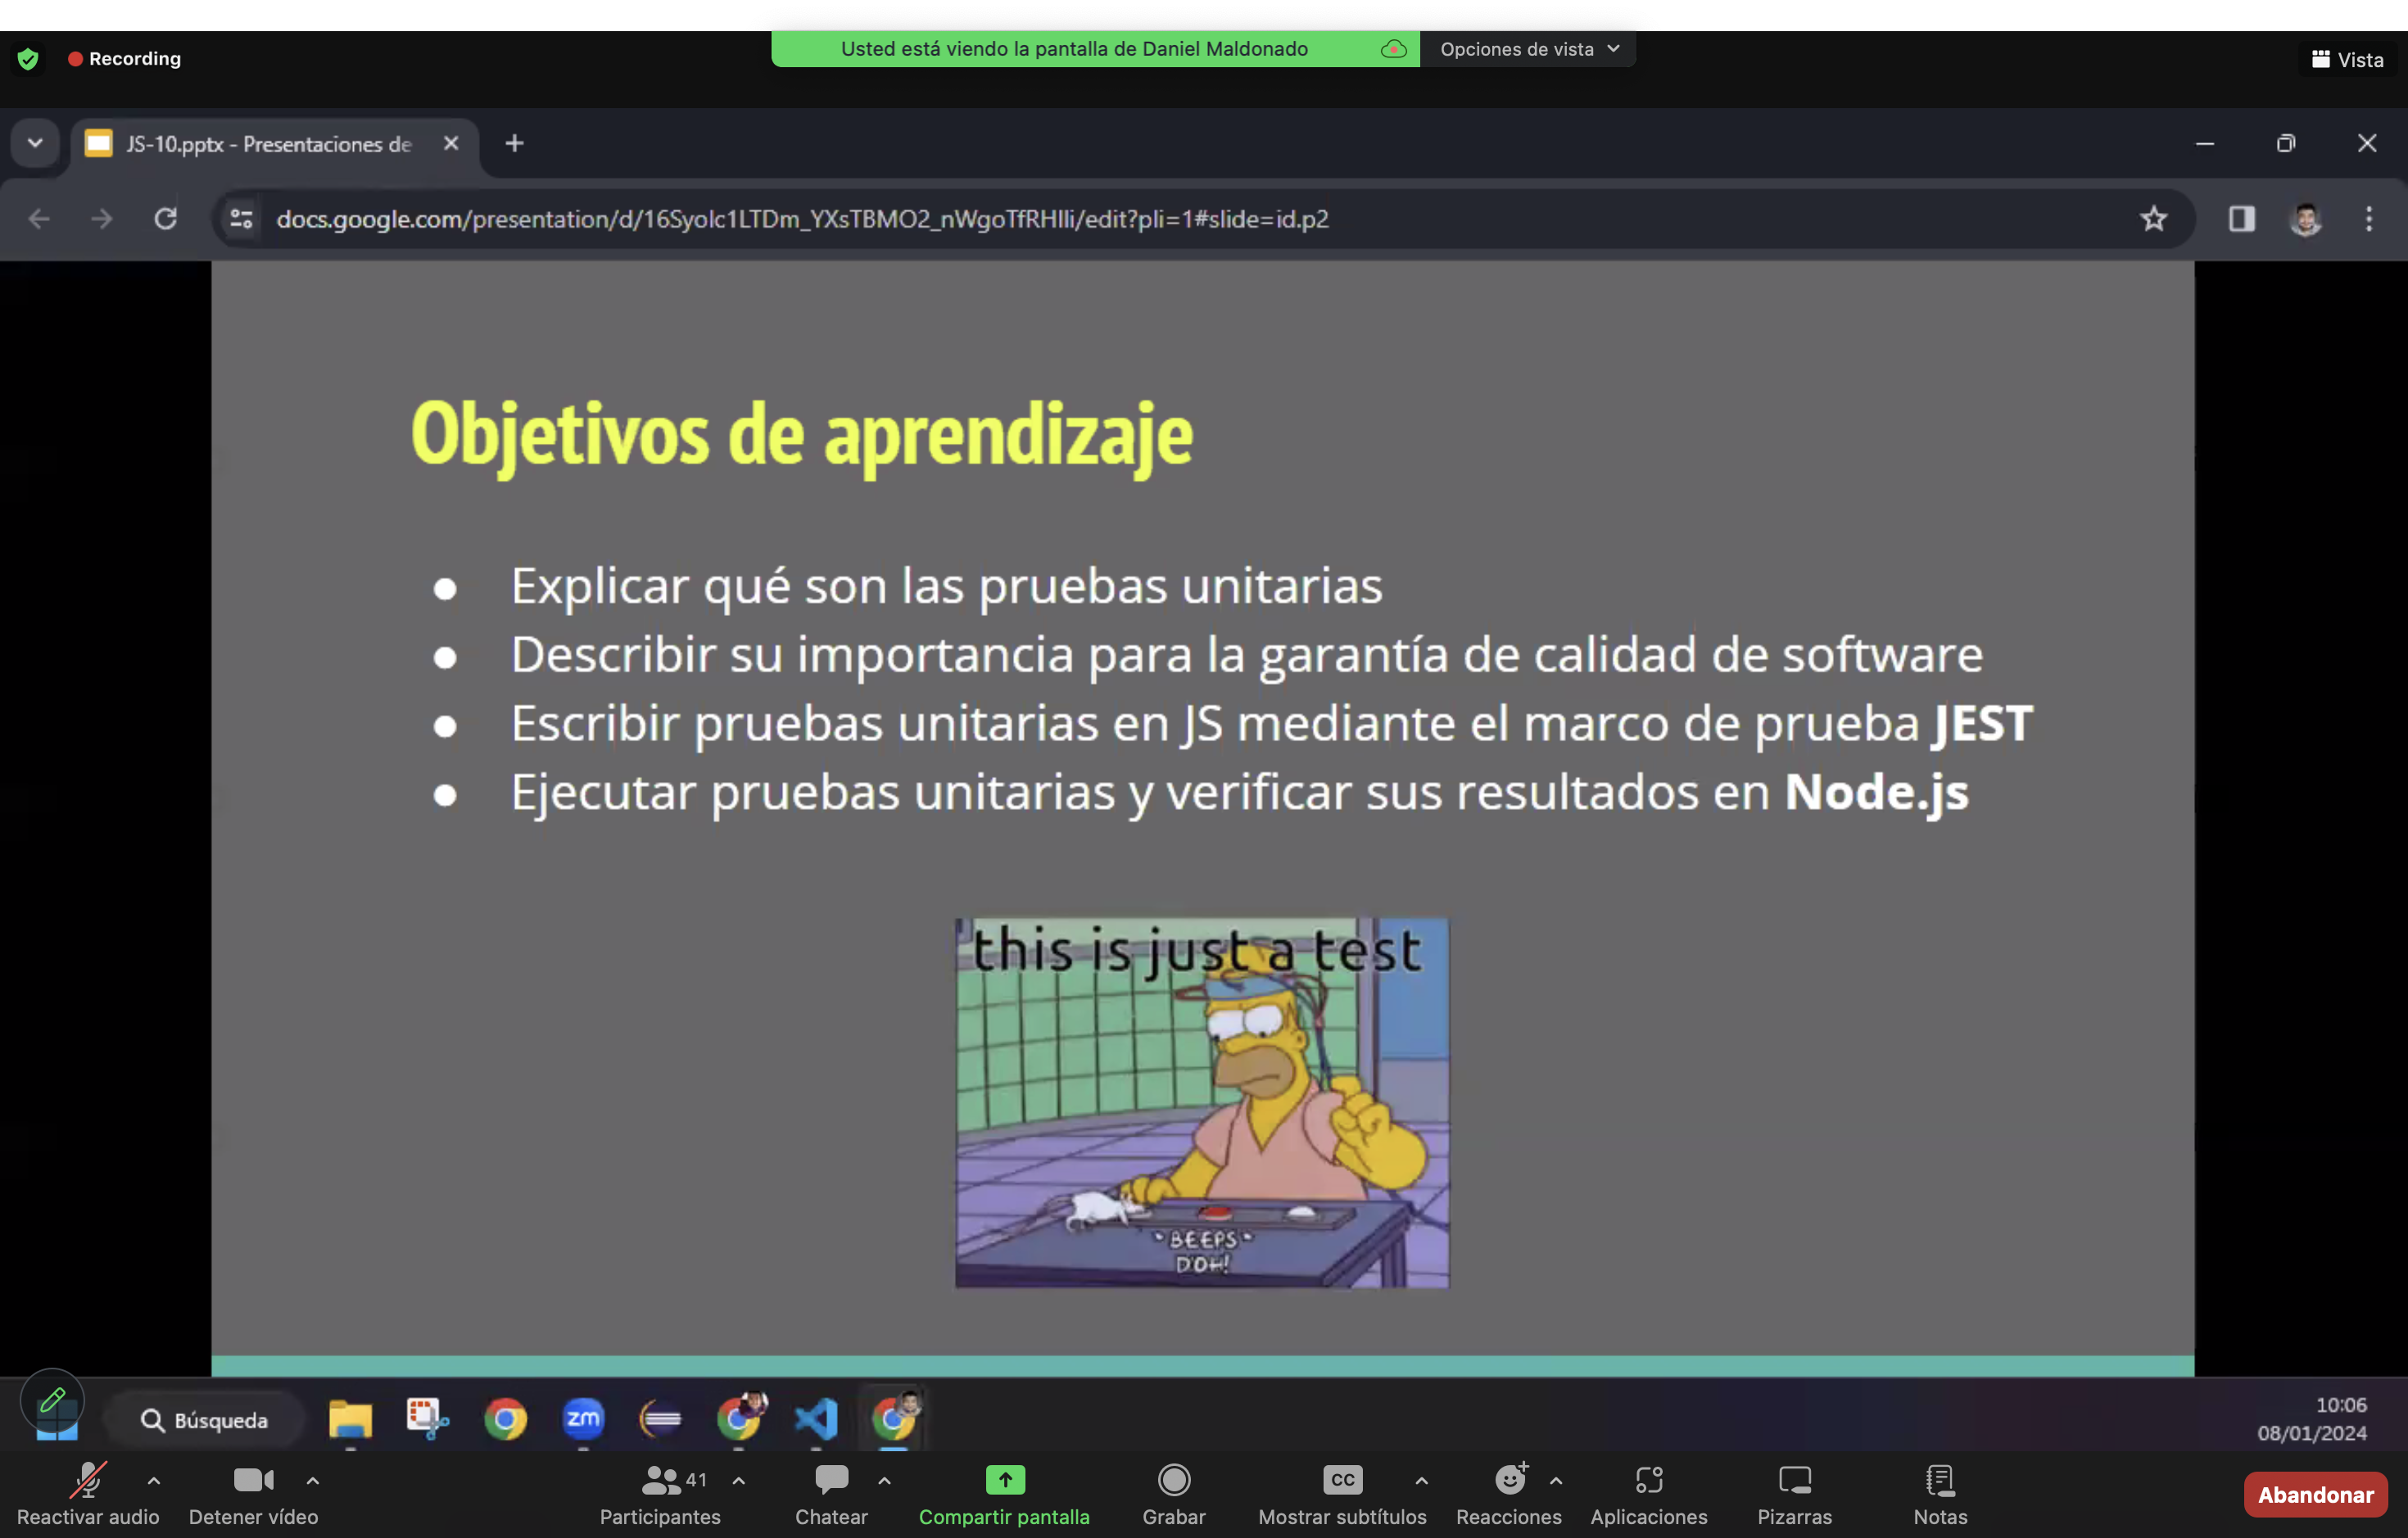 Recording
Usted está viendo la pantalla de Daniel Maldonado
Opciones de vista
Vista
JS-10.pptx - Presentaciones de
docs.google.com/presentation/d/16Syolc1LTDm_YXsTBMO2_nWgoTfRHlli/edit?pli=1#slide=id.p2
Objetivos de aprendizaje
● Explicar qué son las pruebas unitarias
● Describir su importancia para la garantía de calidad de software
● Escribir pruebas unitarias en JS mediante el marco de prueba JEST
● Ejecutar pruebas unitarias y verificar sus resultados en Node.js
this is just a test
*BEEPS*
D'OH!
Búsqueda
zm
10:06
08/01/2024
41
CC
Reactivar audio
Detener vídeo
Participantes
Chatear
Compartir pantalla
Grabar
Mostrar subtítulos
Reacciones
Aplicaciones
Pizarras
Notas
Abandonar